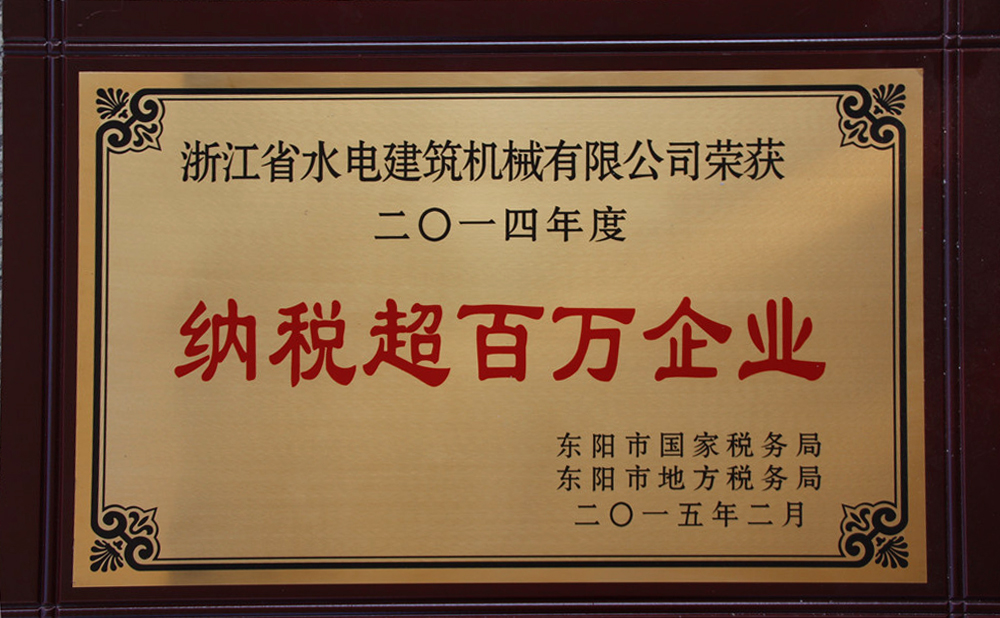 浙江省水电建筑机械有限公司荣获
二〇一四年度
纳税超百万企业
东阳市国家税务局
东阳市地方税务局
二〇一五年二月